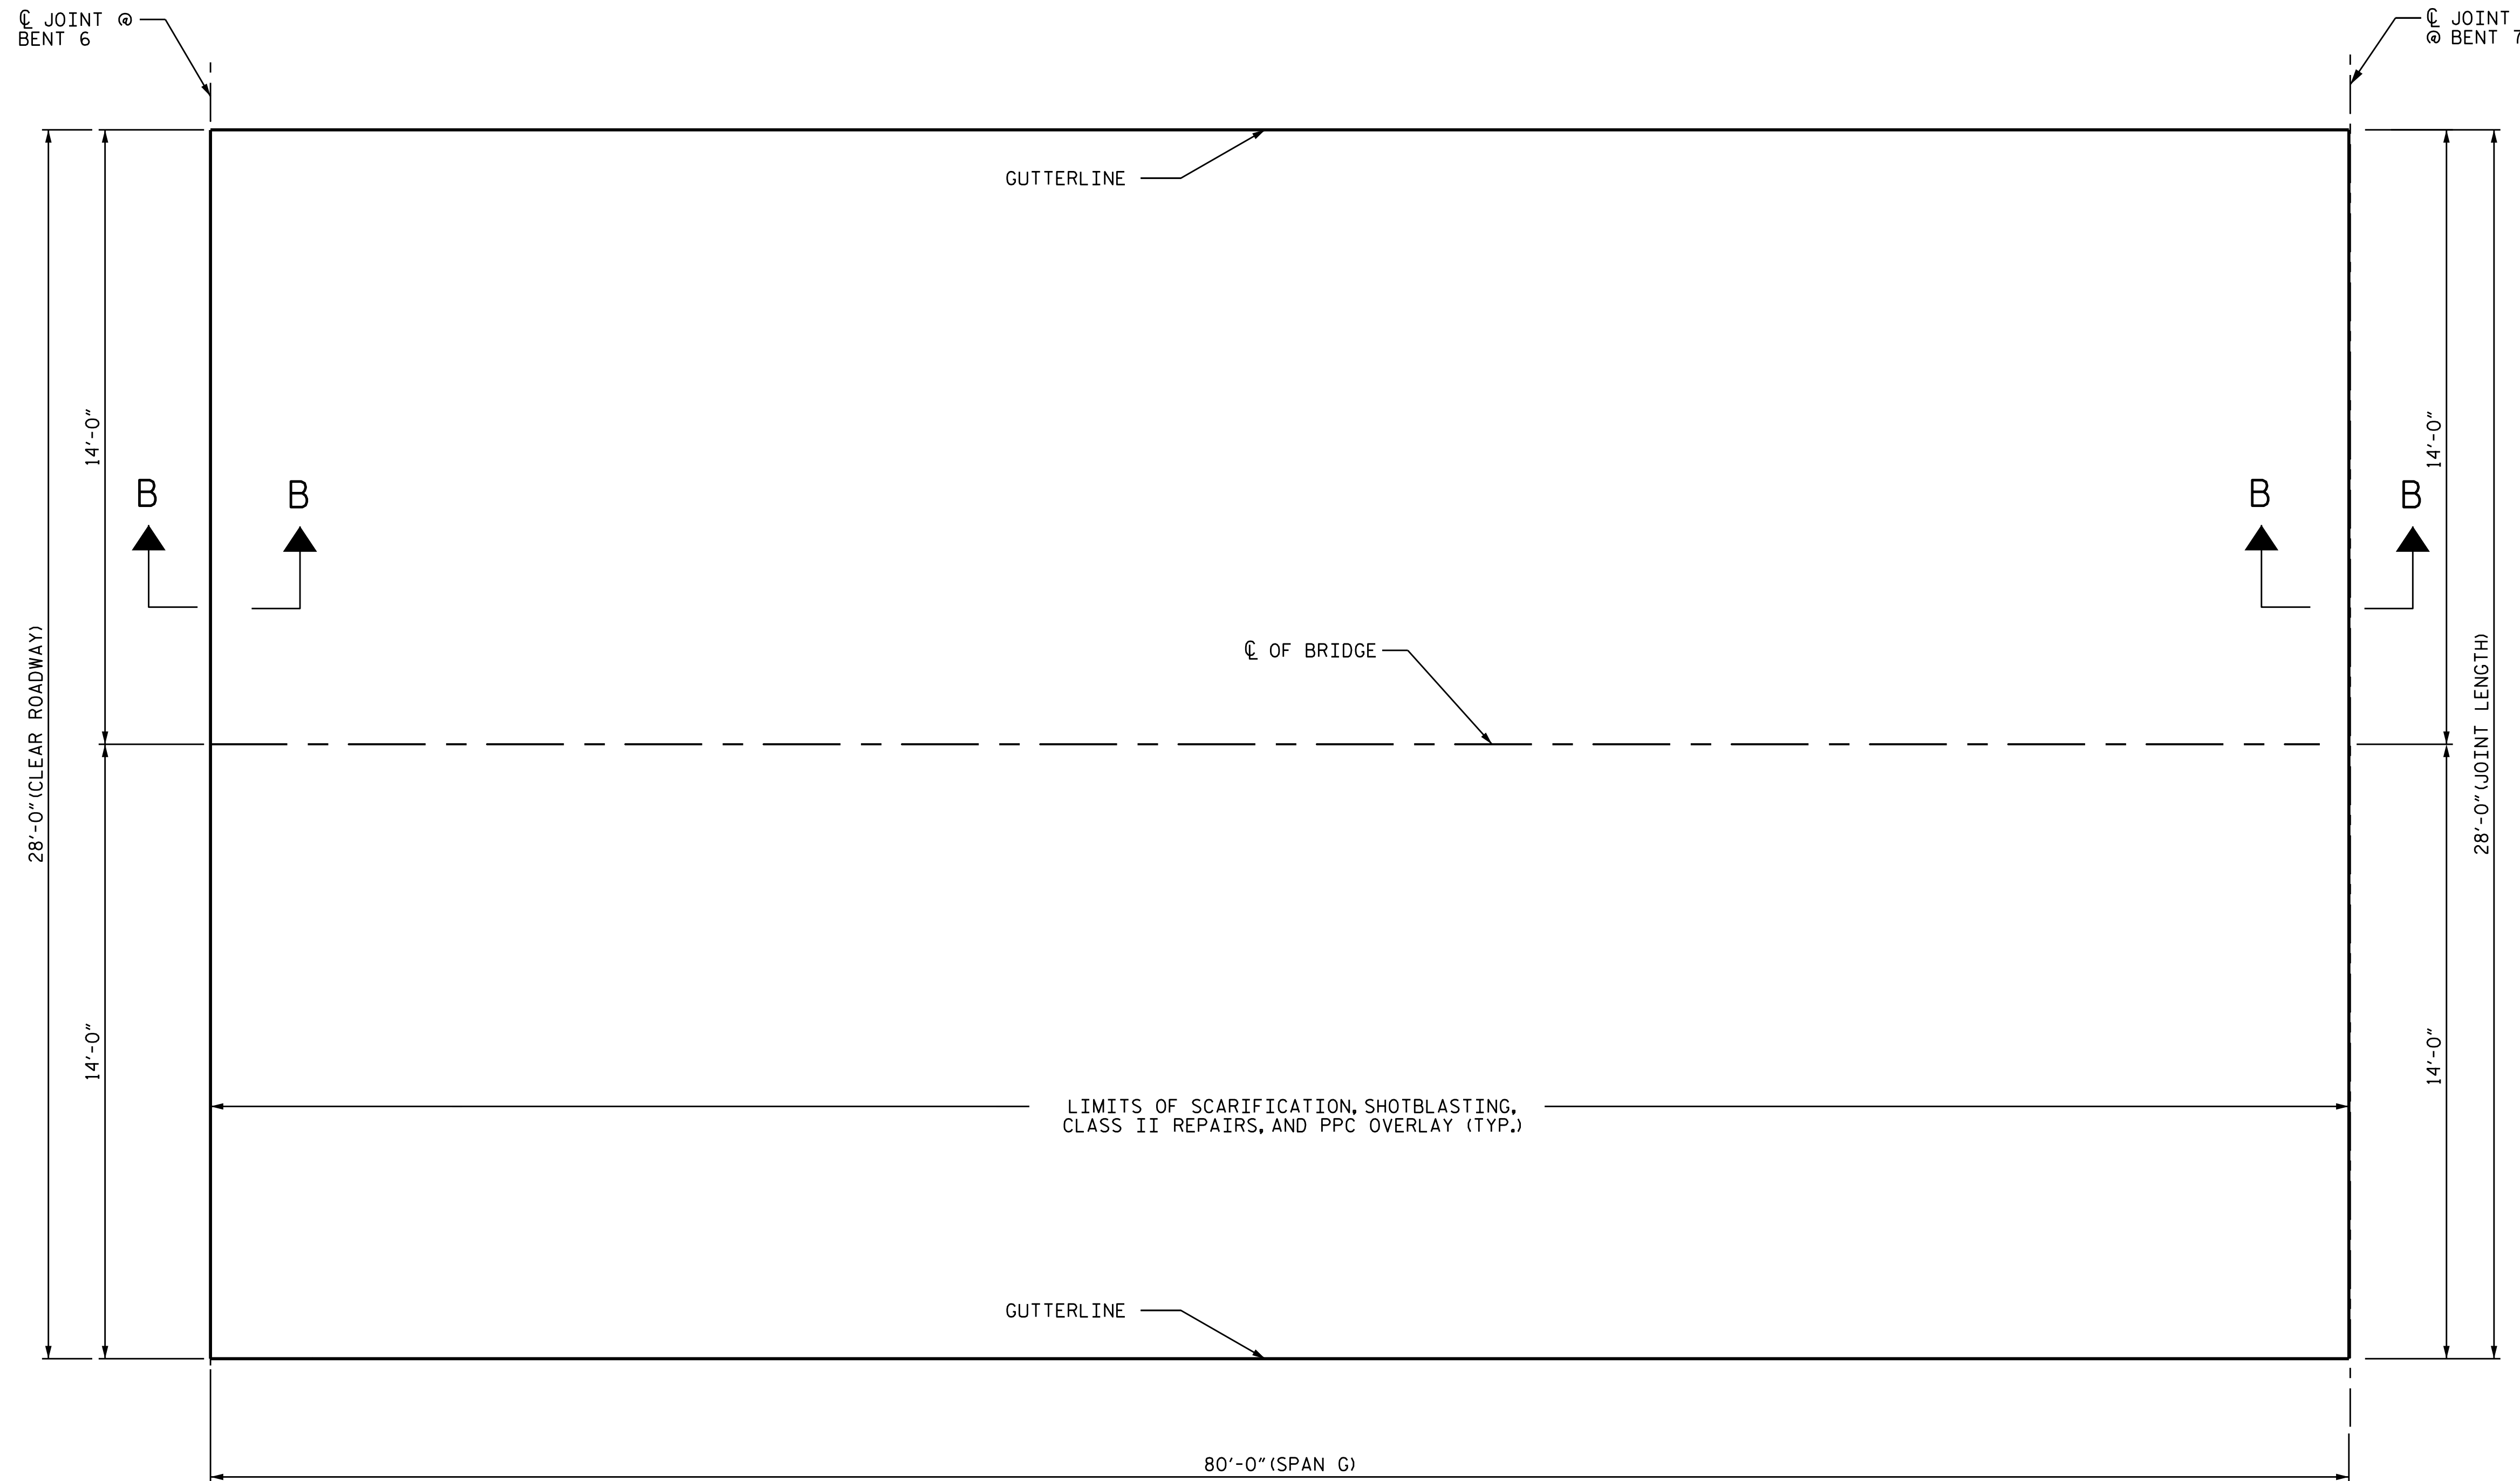 ℄ JOINT @
BENT 6
℄ JOINT
@ BENT 7
GUTTERLINE
14'-0"
14'-0"
B
B
B
B
28'-0"(CLEAR ROADWAY)
℄ OF BRIDGE
28'-0"(JOINT LENGTH)
14'-0"
14'-0"
LIMITS OF SCARIFICATION, SHOTBLASTING,
CLASS II REPAIRS, AND PPC OVERLAY (TYP.)
GUTTERLINE
80'-0"(SPAN G)